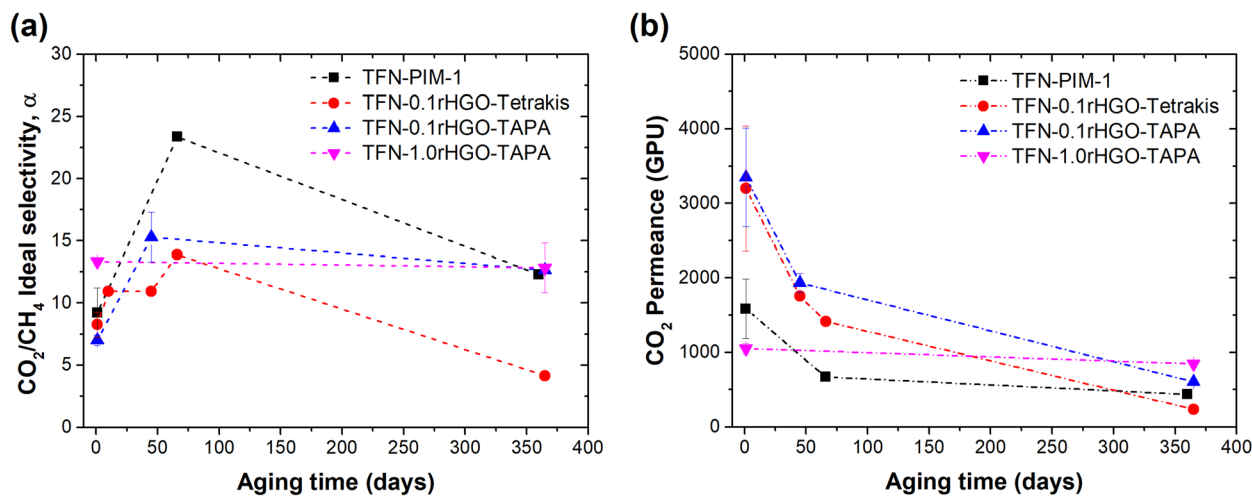 (a)
30
25
20
15
10
5
0
CO₂/CH₄ Ideal selectivity, α
TFN-PIM-1
TFN-0.1rHGO-Tetrakis
TFN-0.1rHGO-TAPA
TFN-1.0rHGO-TAPA
0 50 100 150 200 250 300 350 400
Aging time (days)
(b)
5000
4000
3000
2000
1000
0
CO₂ Permeance (GPU)
TFN-PIM-1
TFN-0.1rHGO-Tetrakis
TFN-0.1rHGO-TAPA
TFN-1.0rHGO-TAPA
0 50 100 150 200 250 300 350 400
Aging time (days)